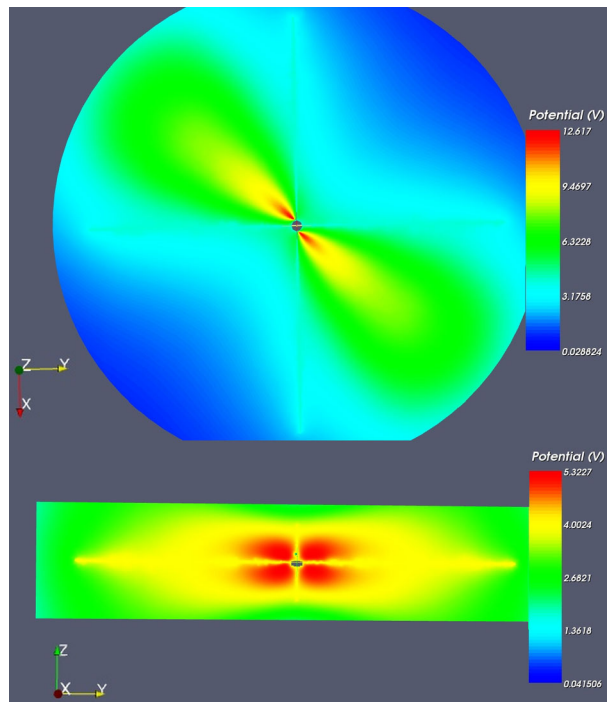 Potential (V)
12.617
9.4697
6.3228
3.1758
0.028824
Z Y
X
Potential (V)
5.3227
4.0024
2.6821
1.3618
0.041506
Z
X Y